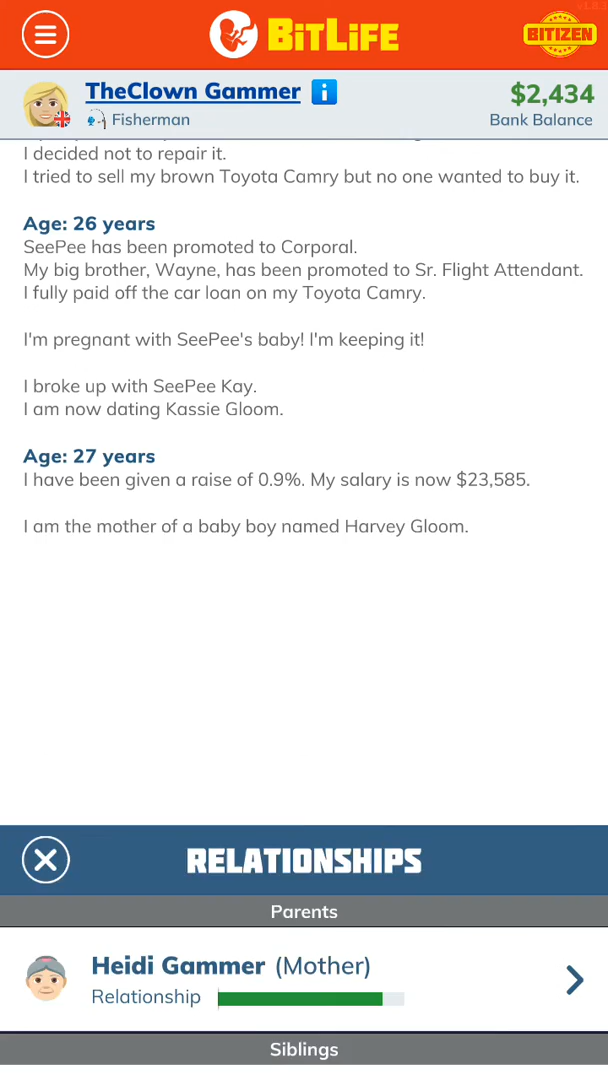 BiTLiFE
BITIZEN
TheClown Gammer
$2,434
Fisherman
Bank Balance
I decided not to repair it.
I tried to sell my brown Toyota Camry but no one wanted to buy it.
Age: 26 years
SeePee has been promoted to Corporal.
My big brother, Wayne, has been promoted to Sr. Flight Attendant.
I fully paid off the car loan on my Toyota Camry.
I'm pregnant with SeePee's baby! I'm keeping it!
I broke up with SeePee Kay.
I am now dating Kassie Gloom.
Age: 27 years
I have been given a raise of 0.9%. My salary is now $23,585.
I am the mother of a baby boy named Harvey Gloom.
RELATIONSHIPS
Parents
Heidi Gammer (Mother)
Relationship
Siblings